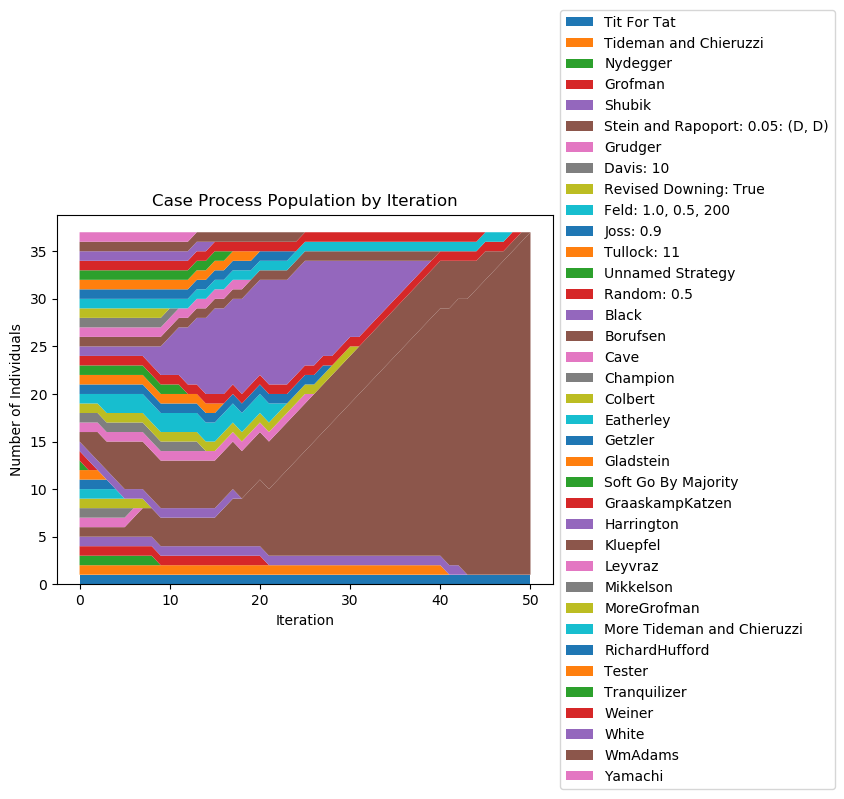 Case Process Population by Iteration
Number of Individuals
35
30
25
20
15
10
5
0
0 10 20 30 40 50
Iteration
Tit For Tat
Tideman and Chieruzzi
Nydegger
Grofman
Shubik
Stein and Rapoport: 0.05: (D, D)
Grudger
Davis: 10
Revised Downing: True
Feld: 1.0, 0.5, 200
Joss: 0.9
Tullock: 11
Unnamed Strategy
Random: 0.5
Black
Borufsen
Cave
Champion
Colbert
Eatherley
Getzler
Gladstein
Soft Go By Majority
GraaskampKatzen
Harrington
Kluepfel
Leyvraz
Mikkelson
MoreGrofman
More Tideman and Chieruzzi
RichardHufford
Tester
Tranquilizer
Weiner
White
WmAdams
Yamachi